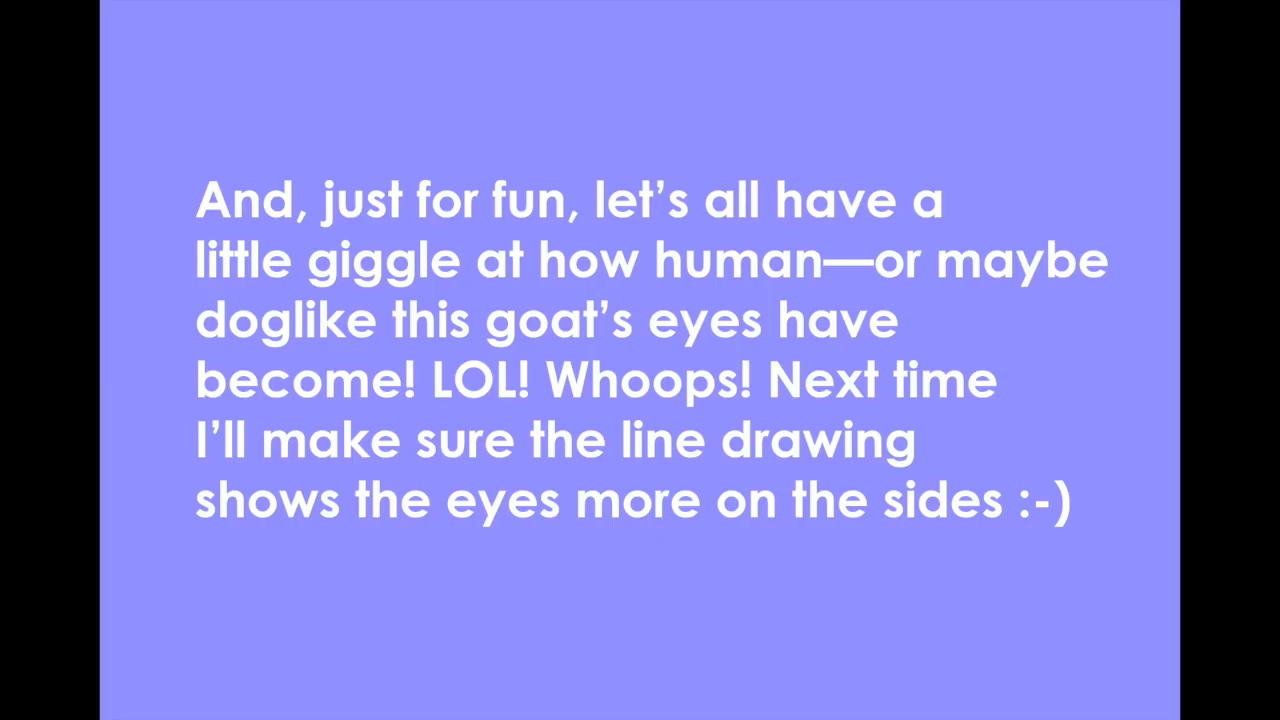 And, just for fun, let’s all have a
little giggle at how human—or maybe
doglike this goat’s eyes have
become! LOL! Whoops! Next time
I’ll make sure the line drawing
shows the eyes more on the sides :-)